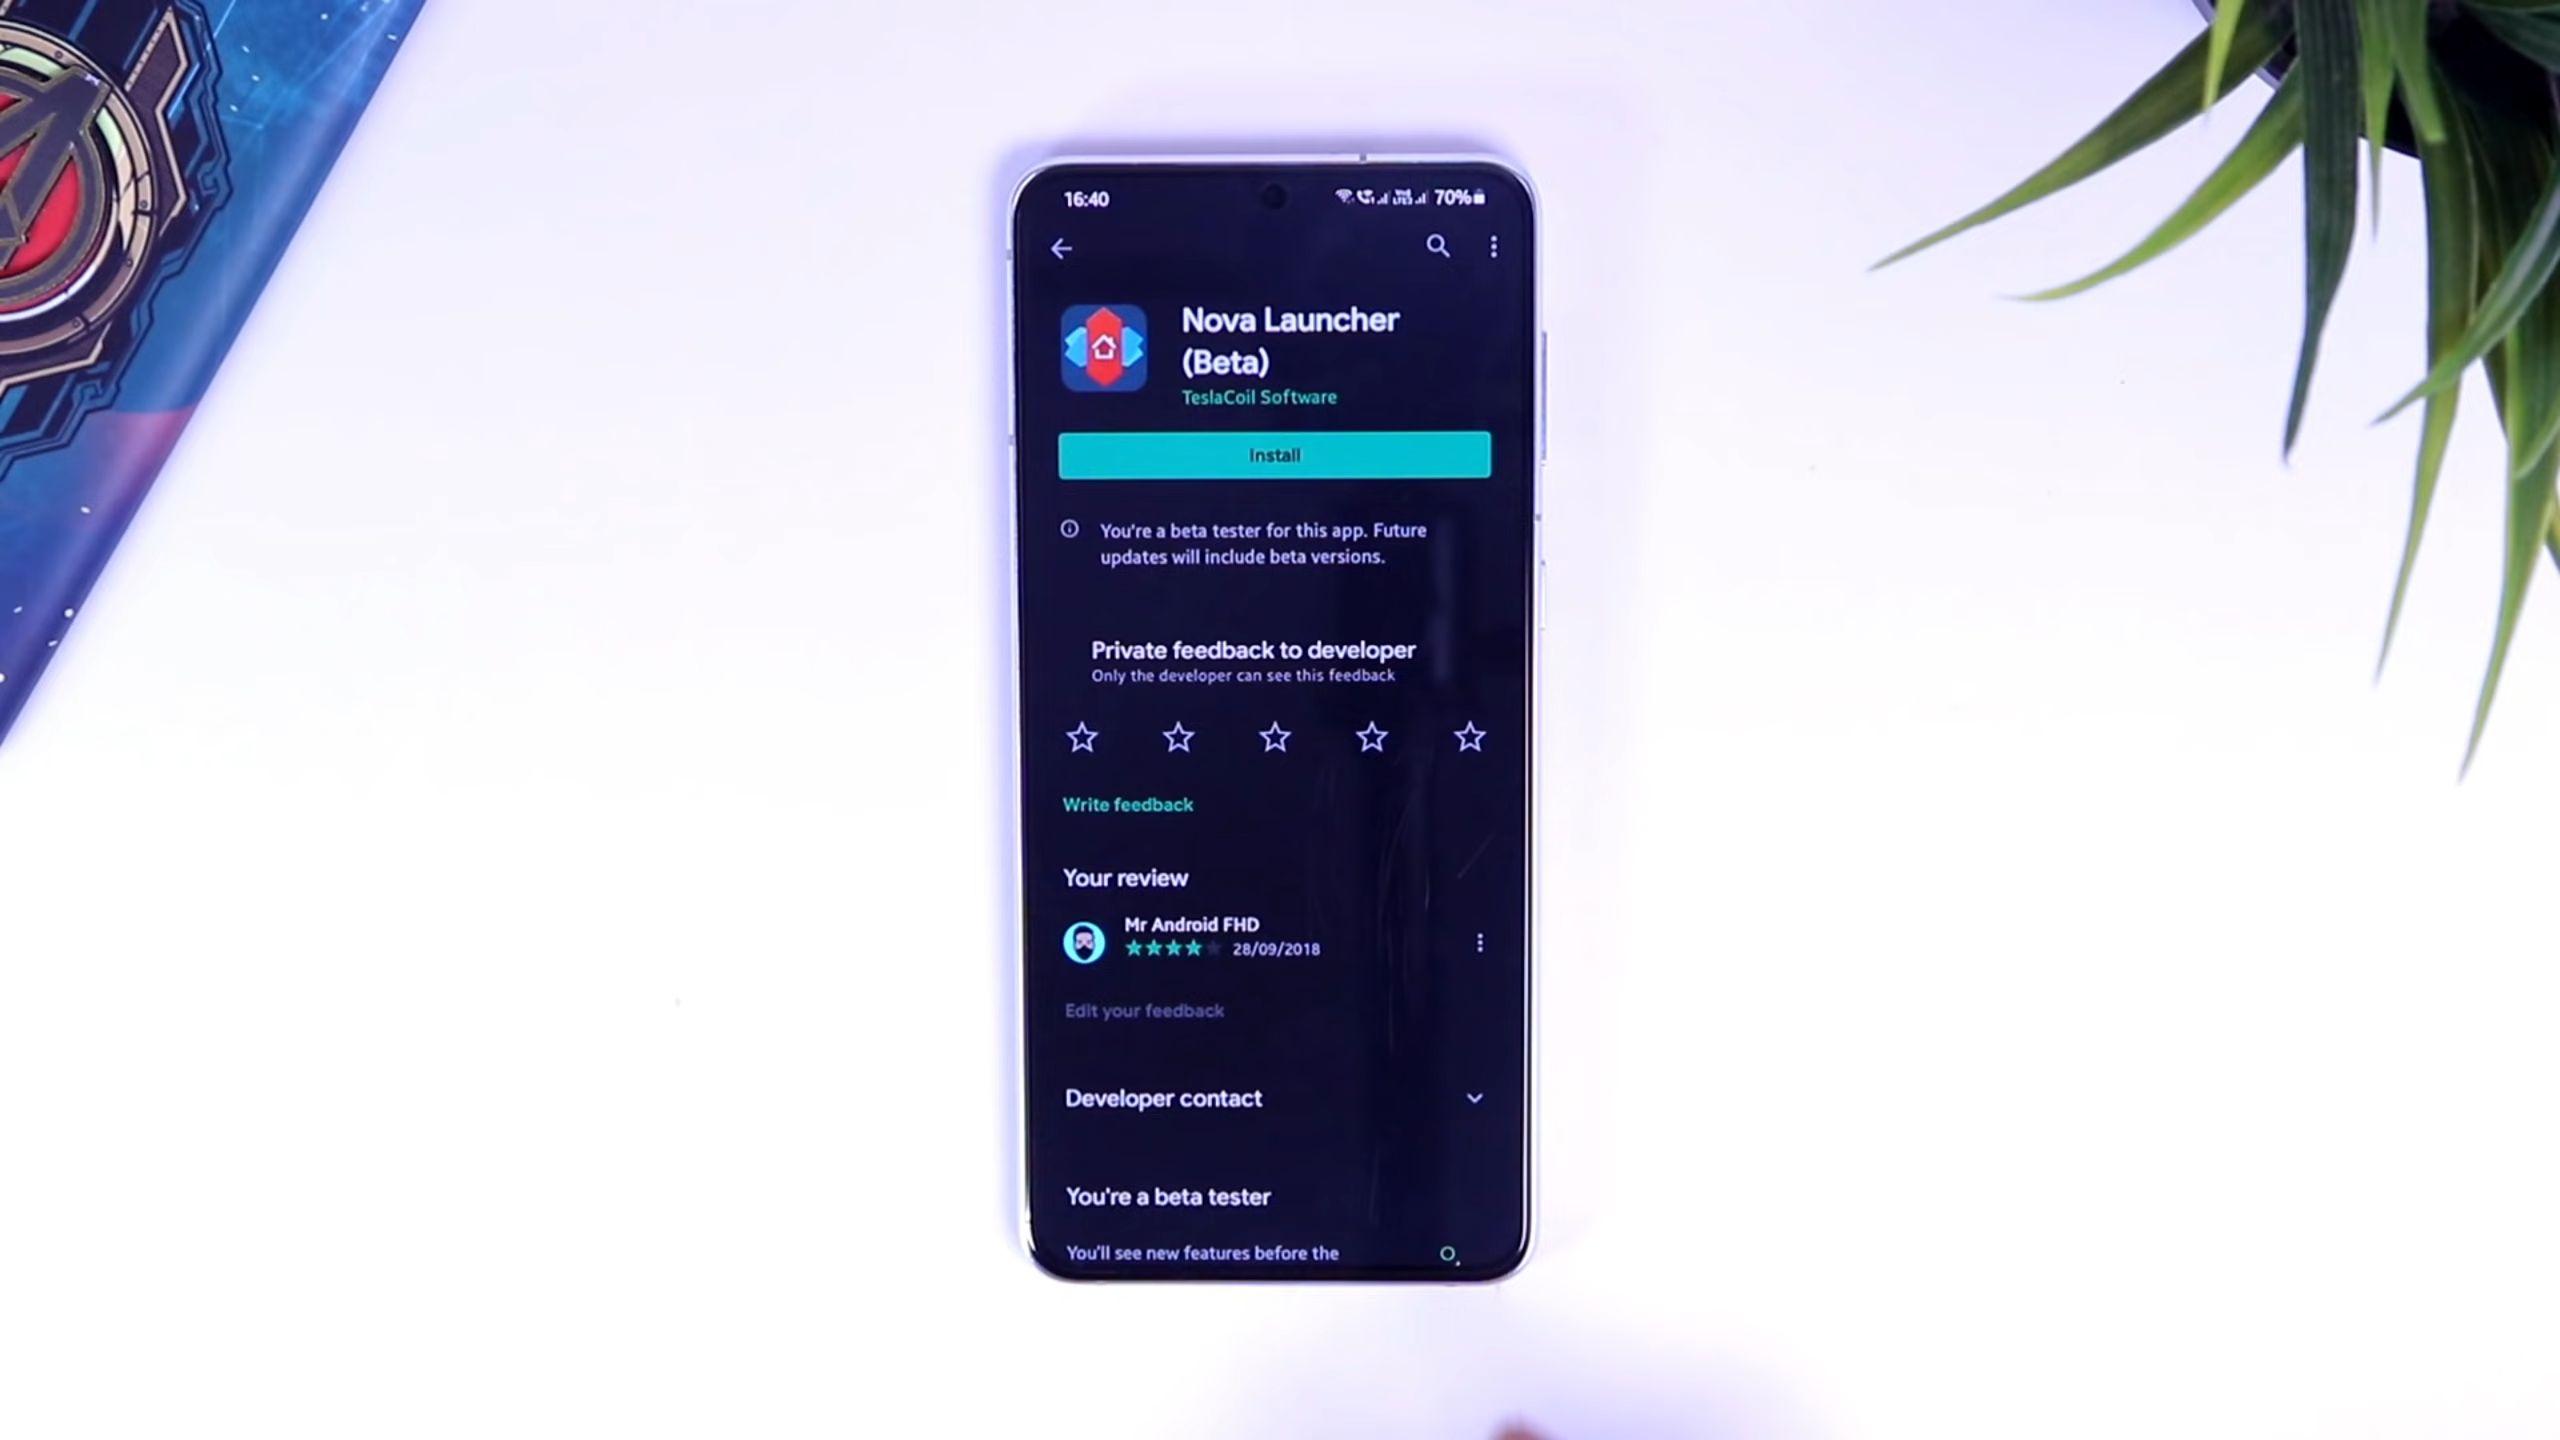 16:40
70%
Nova Launcher
(Beta)
TeslaCoil Software
Install
You're a beta tester for this app. Future
updates will include beta versions.
Private feedback to developer
Only the developer can see this feedback
Write feedback
Your review
Mr Android FHD
28/09/2018
Edit your feedback
Developer contact
You're a beta tester
You'll see new features before the